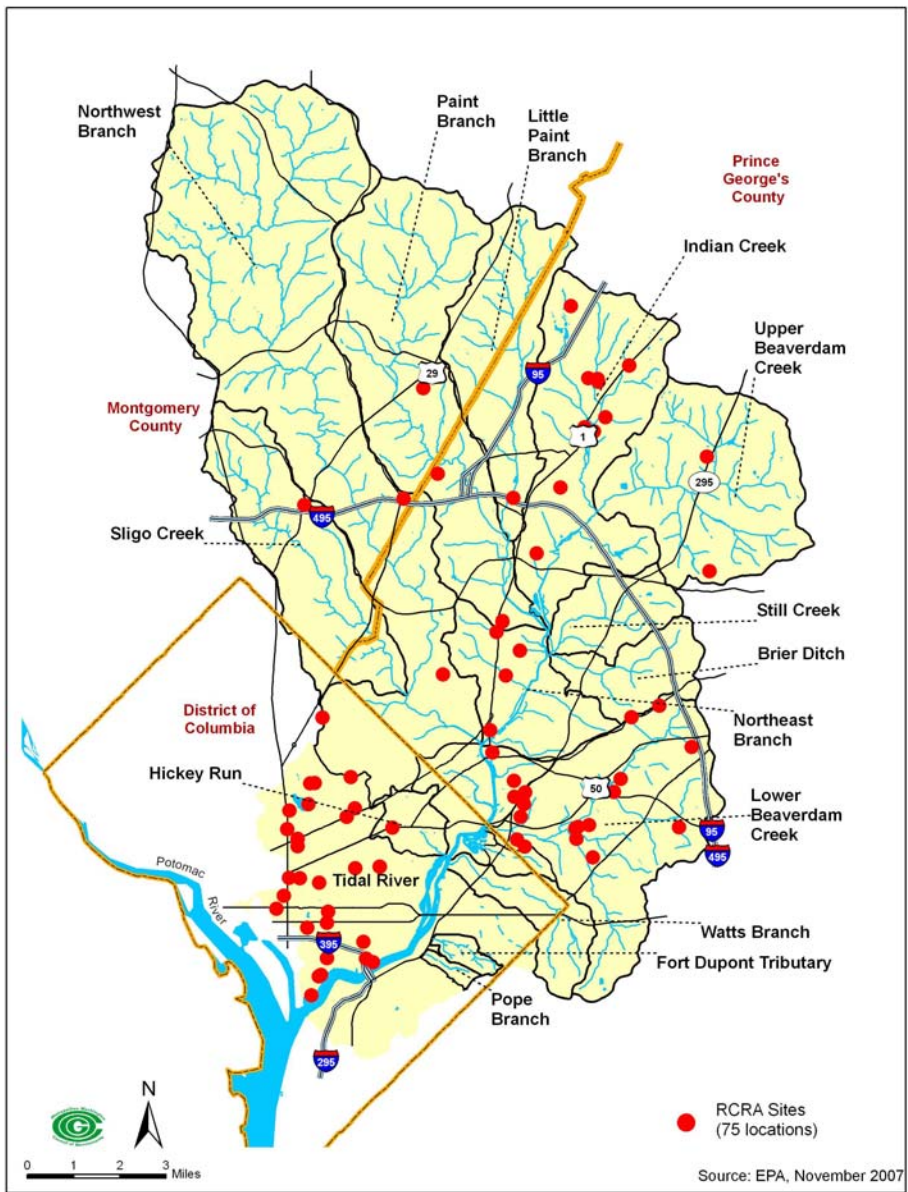 Northwest
Branch
Paint
Branch
Little
Paint
Branch
Prince
George's
County
Indian Creek
Upper
Beaverdam
Creek
95
29
Montgomery
County
1
295
495
Sligo Creek
Still Creek
Brier Ditch
District of
Columbia
Northeast
Branch
Hickey Run
50
Lower
Beaverdam
Creek
95
495
Potomac
River
Tidal River
Watts Branch
395
Fort Dupont Tributary
Pope
Branch
295
N
0 1 2 3
Miles
RCRA Sites
(75 locations)
Source: EPA, November 2007